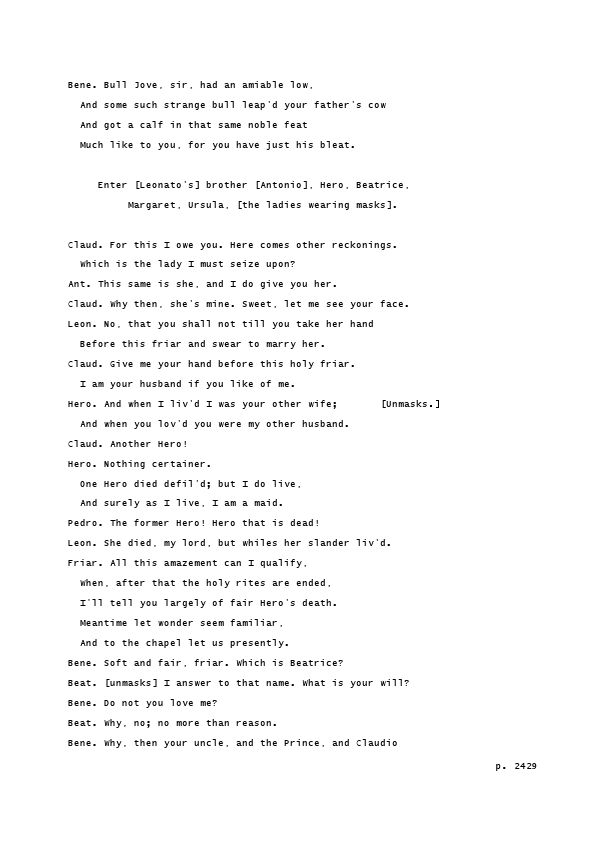 Bene. Bull Jove, sir, had an amiable low,
And some such strange bull leap'd your father's cow
And got a calf in that same noble feat
Much like to you, for you have just his bleat.
Enter [Leonato's] brother [Antonio], Hero, Beatrice,
Margaret, Ursula, [the ladies wearing masks].
Claud. For this I owe you. Here comes other reckonings.
Which is the lady I must seize upon?
Ant. This same is she, and I do give you her.
Claud. Why then, she's mine. Sweet, let me see your face.
Leon. No, that you shall not till you take her hand
Before this friar and swear to marry her.
Claud. Give me your hand before this holy friar.
I am your husband if you like of me.
Hero. And when I liv'd I was your other wife; [Unmasks.]
And when you lov'd you were my other husband.
Claud. Another Hero!
Hero. Nothing certainer.
One Hero died defil'd; but I do live,
And surely as I live, I am a maid.
Pedro. The former Hero! Hero that is dead!
Leon. She died, my lord, but whiles her slander liv'd.
Friar. All this amazement can I qualify,
When, after that the holy rites are ended,
I'll tell you largely of fair Hero's death.
Meantime let wonder seem familiar,
And to the chapel let us presently.
Bene. Soft and fair, friar. Which is Beatrice?
Beat. [unmasks] I answer to that name. What is your will?
Bene. Do not you love me?
Beat. Why, no; no more than reason.
Bene. Why, then your uncle, and the Prince, and Claudio
p. 2429